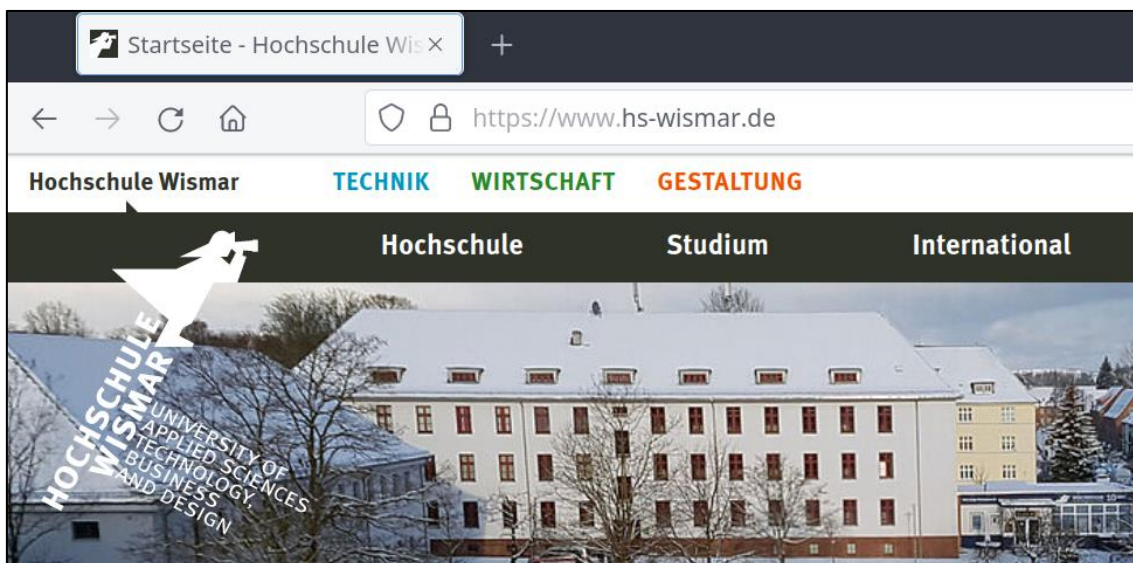 Startseite - Hochschule Wis
https://www.hs-wismar.de
Hochschule Wismar TECHNIK WIRTSCHAFT GESTALTUNG
Hochschule Studium International
HOCHSCHULE
WISMAR
UNIVERSITY OF
APPLIED SCIENCES
TECHNOLOGY,
BUSINESS
AND DESIGN